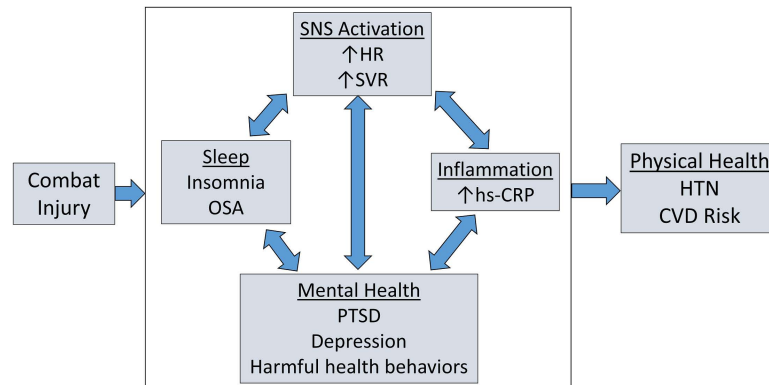 SNS Activation
↑HR
↑SVR
Combat
Injury
Sleep
Insomnia
OSA
Inflammation
↑hs-CRP
Physical Health
HTN
CVD Risk
Mental Health
PTSD
Depression
Harmful health behaviors